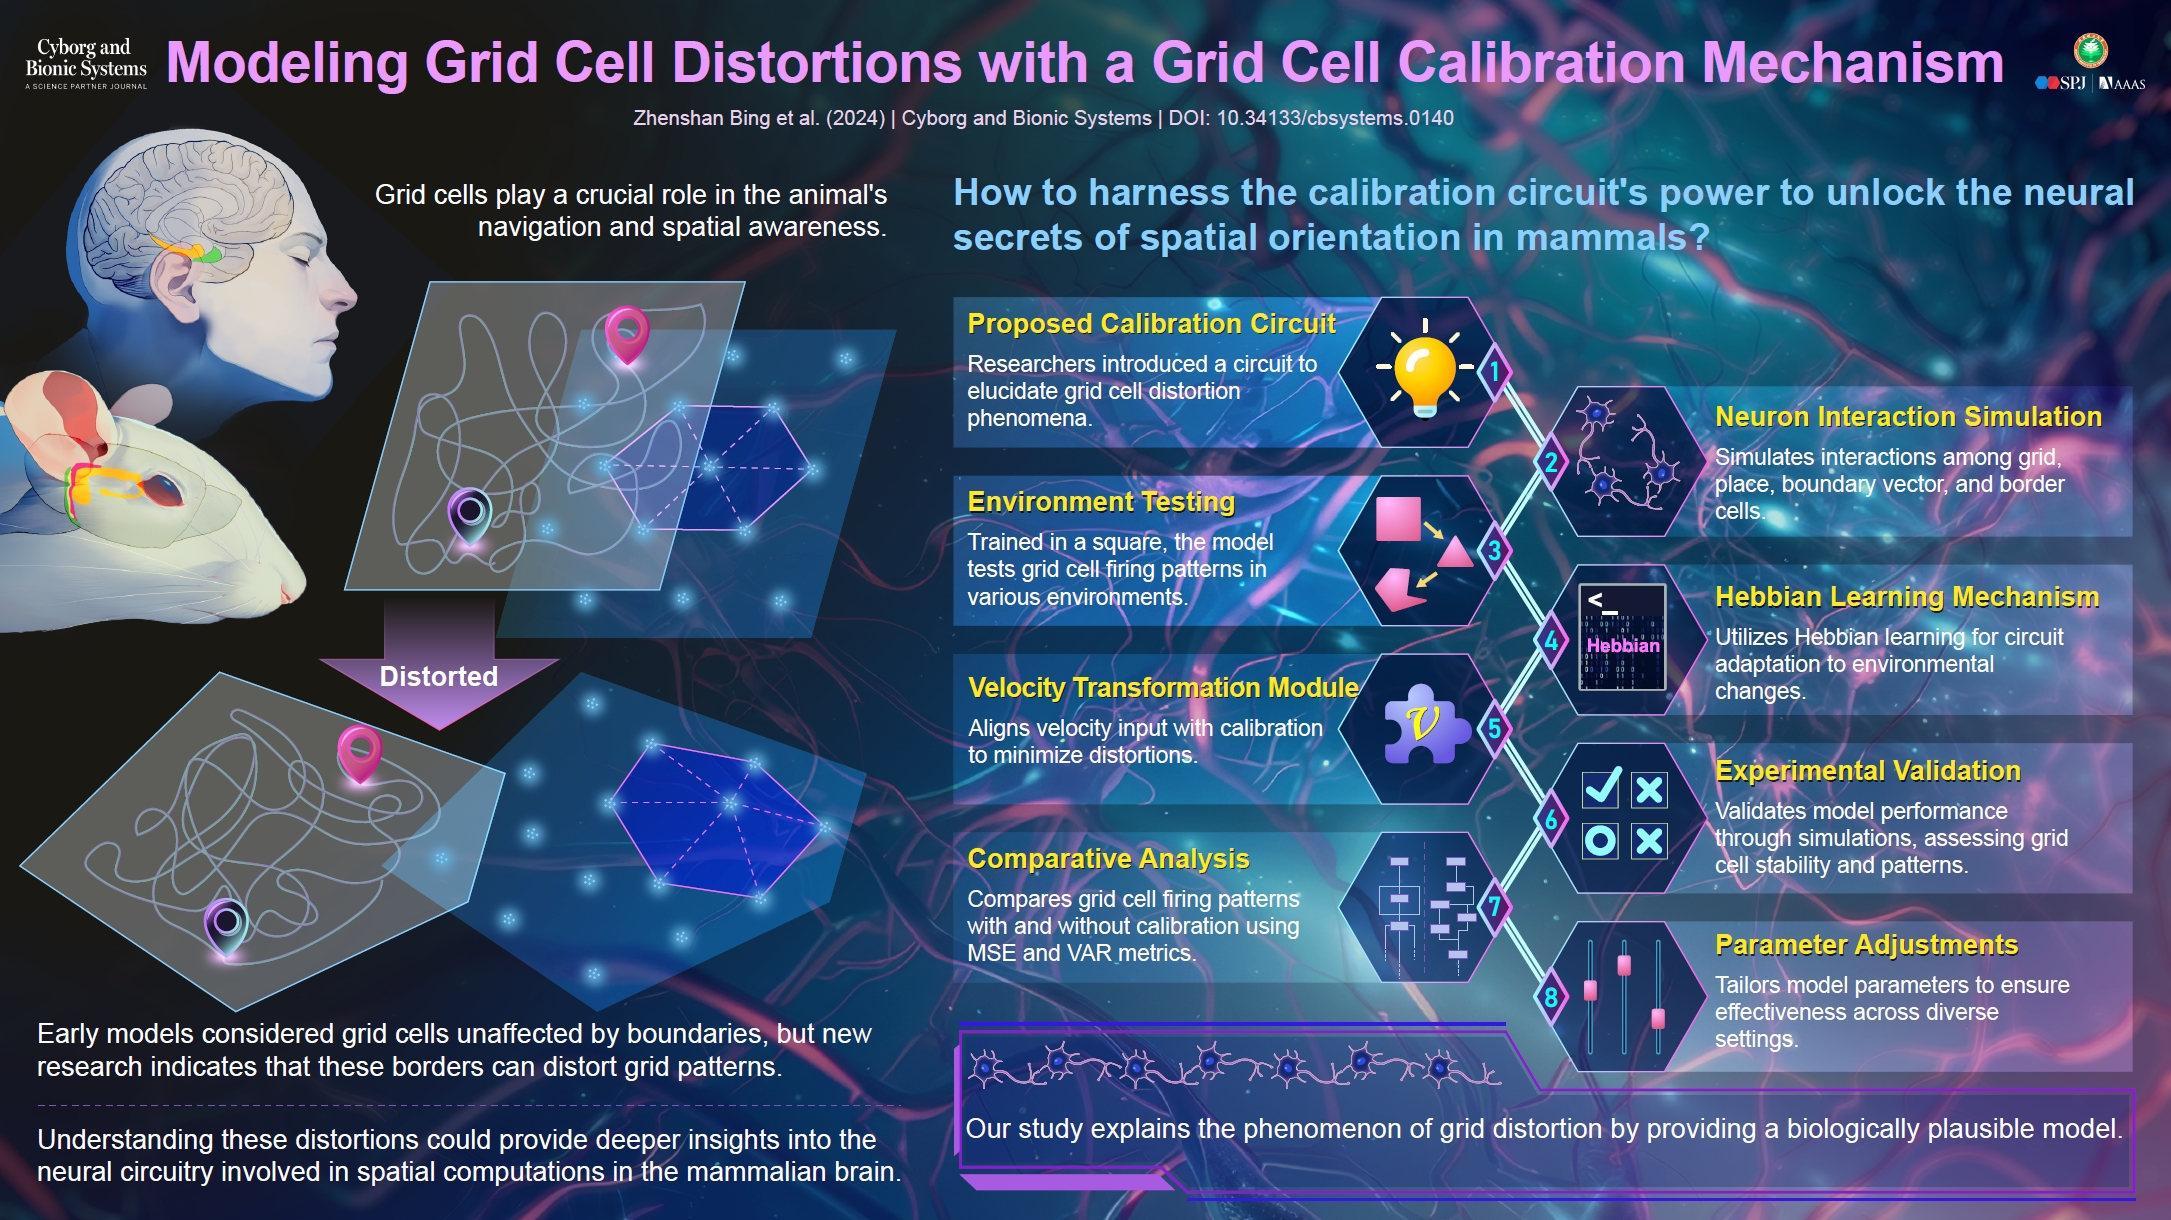 Cyborg and
Bionic Systems
A SCIENCE PARTNER JOURNAL
Modeling Grid Cell Distortions with a Grid Cell Calibration Mechanism
SPJ
AAAS
Zhenshan Bing et al. (2024) | Cyborg and Bionic Systems | DOI: 10.34133/cbsystems.0140
Grid cells play a crucial role in the animal's
navigation and spatial awareness.
Distorted
Early models considered grid cells unaffected by boundaries, but new
research indicates that these borders can distort grid patterns.
Understanding these distortions could provide deeper insights into the
neural circuitry involved in spatial computations in the mammalian brain.
How to harness the calibration circuit's power to unlock the neural
secrets of spatial orientation in mammals?
Proposed Calibration Circuit
Researchers introduced a circuit to
elucidate grid cell distortion
phenomena.
1
2
Neuron Interaction Simulation
Simulates interactions among grid,
place, boundary vector, and border
cells.
Environment Testing
Trained in a square, the model
tests grid cell firing patterns in
various environments.
3
4
<_
Hebbian
Hebbian Learning Mechanism
Utilizes Hebbian learning for circuit
adaptation to environmental
changes.
Velocity Transformation Module
Aligns velocity input with calibration
to minimize distortions.
V
5
6
Experimental Validation
Validates model performance
through simulations, assessing grid
cell stability and patterns.
Comparative Analysis
Compares grid cell firing patterns
with and without calibration using
MSE and VAR metrics.
7
8
Parameter Adjustments
Tailors model parameters to ensure
effectiveness across diverse
settings.
Our study explains the phenomenon of grid distortion by providing a biologically plausible model.